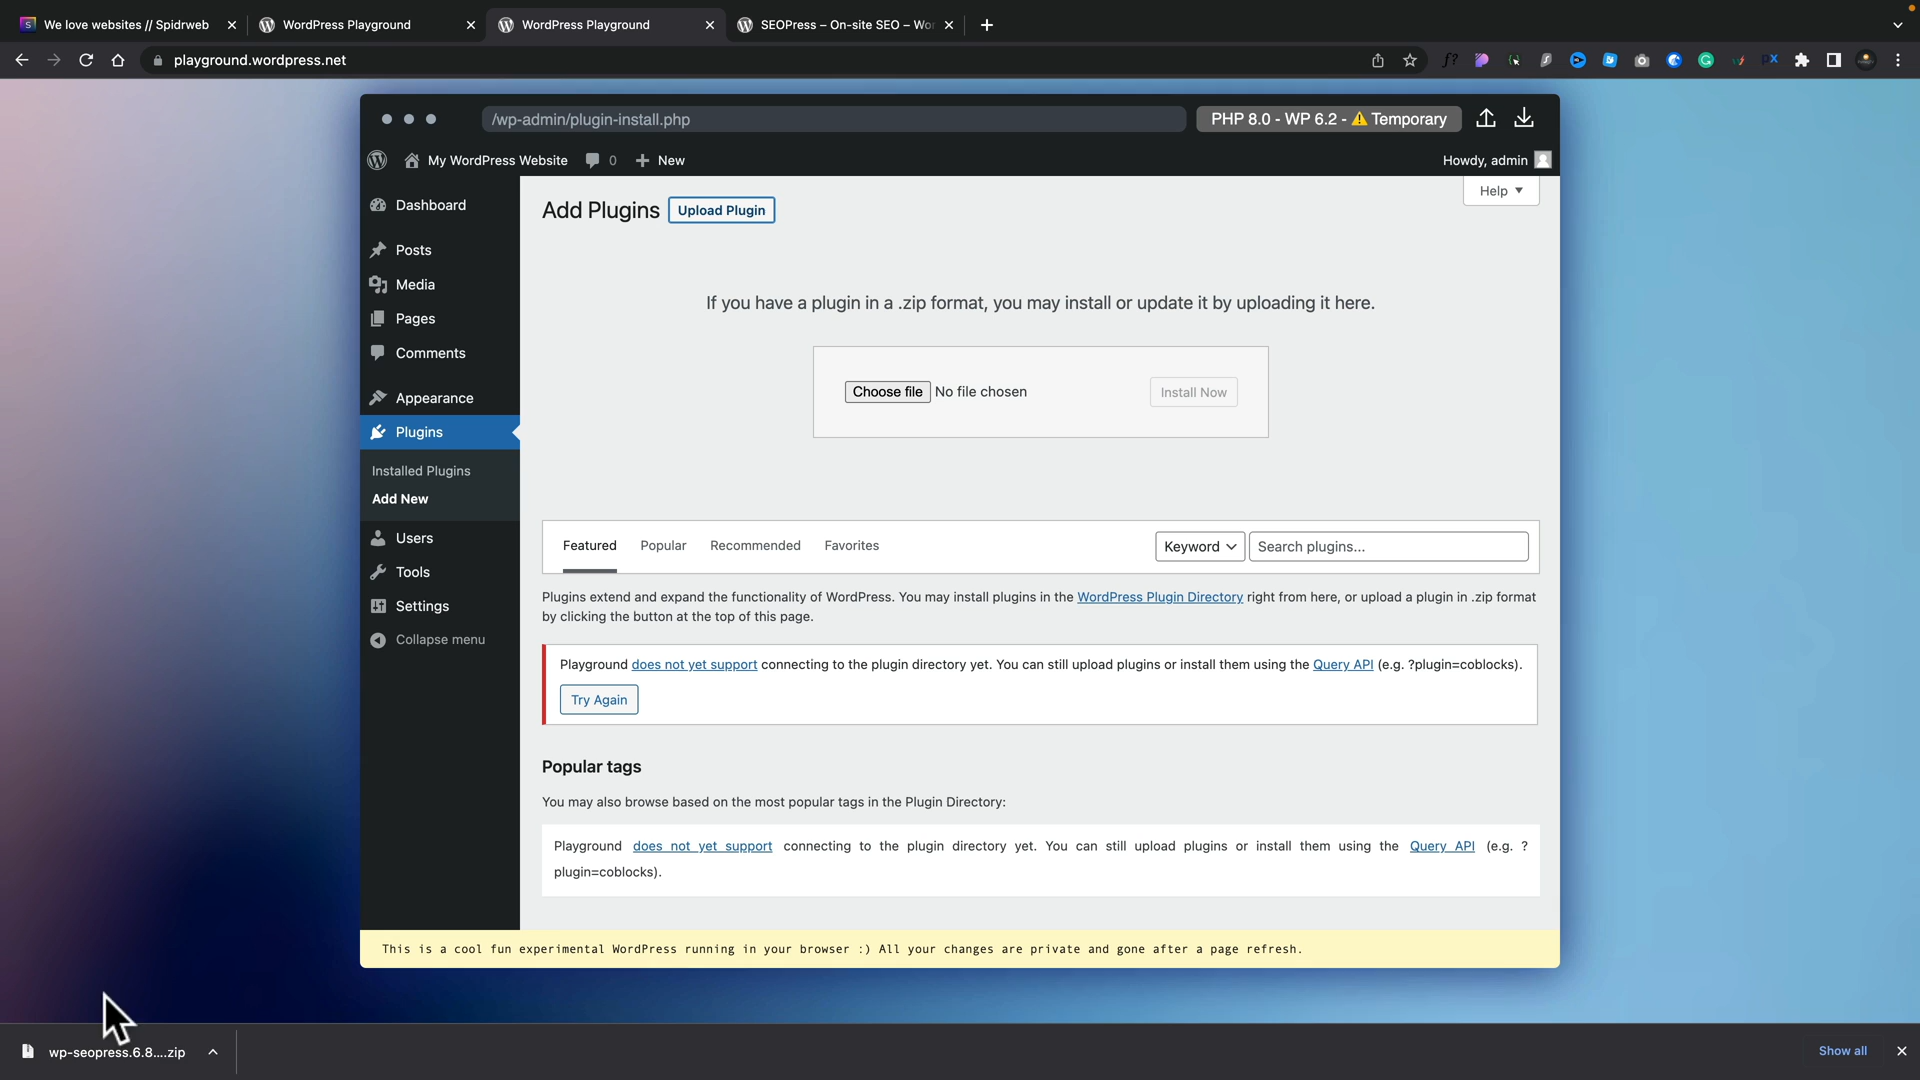 We love websites // Spidrweb
WordPress Playground
WordPress Playground
SEOPress – On-site SEO – Wo
playground.wordpress.net
/wp-admin/plugin-install.php
PHP 8.0 - WP 6.2 - ⚠ Temporary
My WordPress Website
0
New
Howdy, admin
Dashboard
Posts
Media
Pages
Comments
Appearance
Plugins
Installed Plugins
Add New
Users
Tools
Settings
Collapse menu
Help
Add Plugins
Upload Plugin
If you have a plugin in a .zip format, you may install or update it by uploading it here.
Choose file No file chosen
Install Now
Featured
Popular
Recommended
Favorites
Keyword
Search plugins...
Plugins extend and expand the functionality of WordPress. You may install plugins in the WordPress Plugin Directory right from here, or upload a plugin in .zip format
by clicking the button at the top of this page.
Playground does not yet support connecting to the plugin directory yet. You can still upload plugins or install them using the Query API (e.g. ?plugin=coblocks).
Try Again
Popular tags
You may also browse based on the most popular tags in the Plugin Directory:
Playground does not yet support connecting to the plugin directory yet. You can still upload plugins or install them using the Query API (e.g. ?
plugin=coblocks).
This is a cool fun experimental WordPress running in your browser :) All your changes are private and gone after a page refresh.
wp-seopress.6.8....zip
Show all